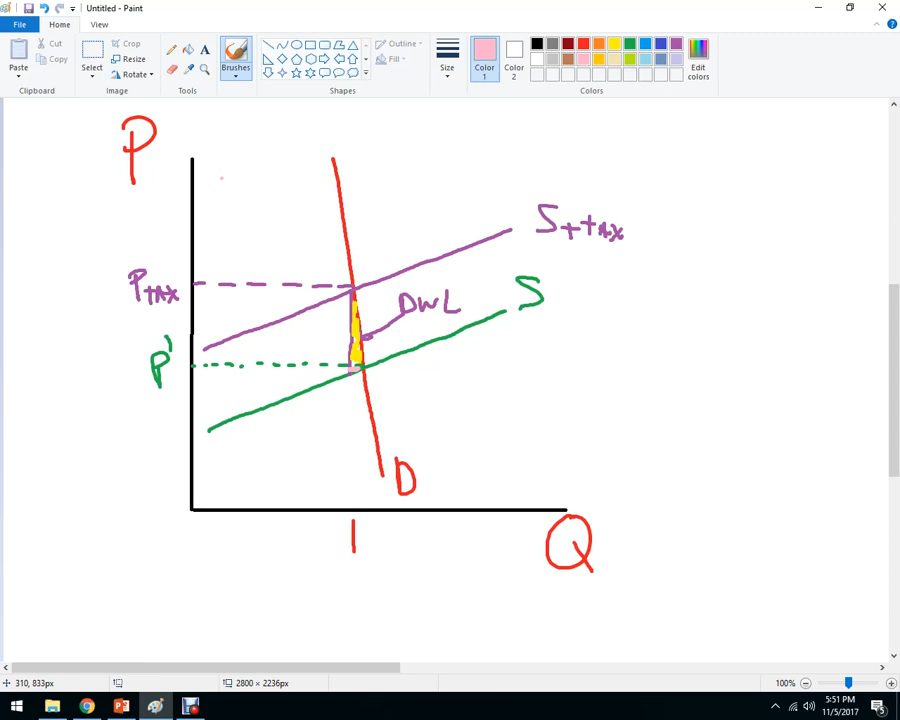 Untitled - Paint
File Home View
Paste
Cut
Copy
Clipboard
Select
Crop
Resize
Rotate
Image
A
Tools
Brushes
Shapes
Outline
Fill
Size
Color 1
Color 2
Colors
Edit colors
P
S+tAx
PtAx
DWL
S
P'
D
1
Q
310, 833px
2800 × 2236px
100%
5:51 PM
11/5/2017
5